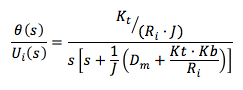 θ(s)/U_i(s) = (K_t/(R_i · J)) / (s [s + 1/J (D_m + (Kt · Kb)/R_i)])